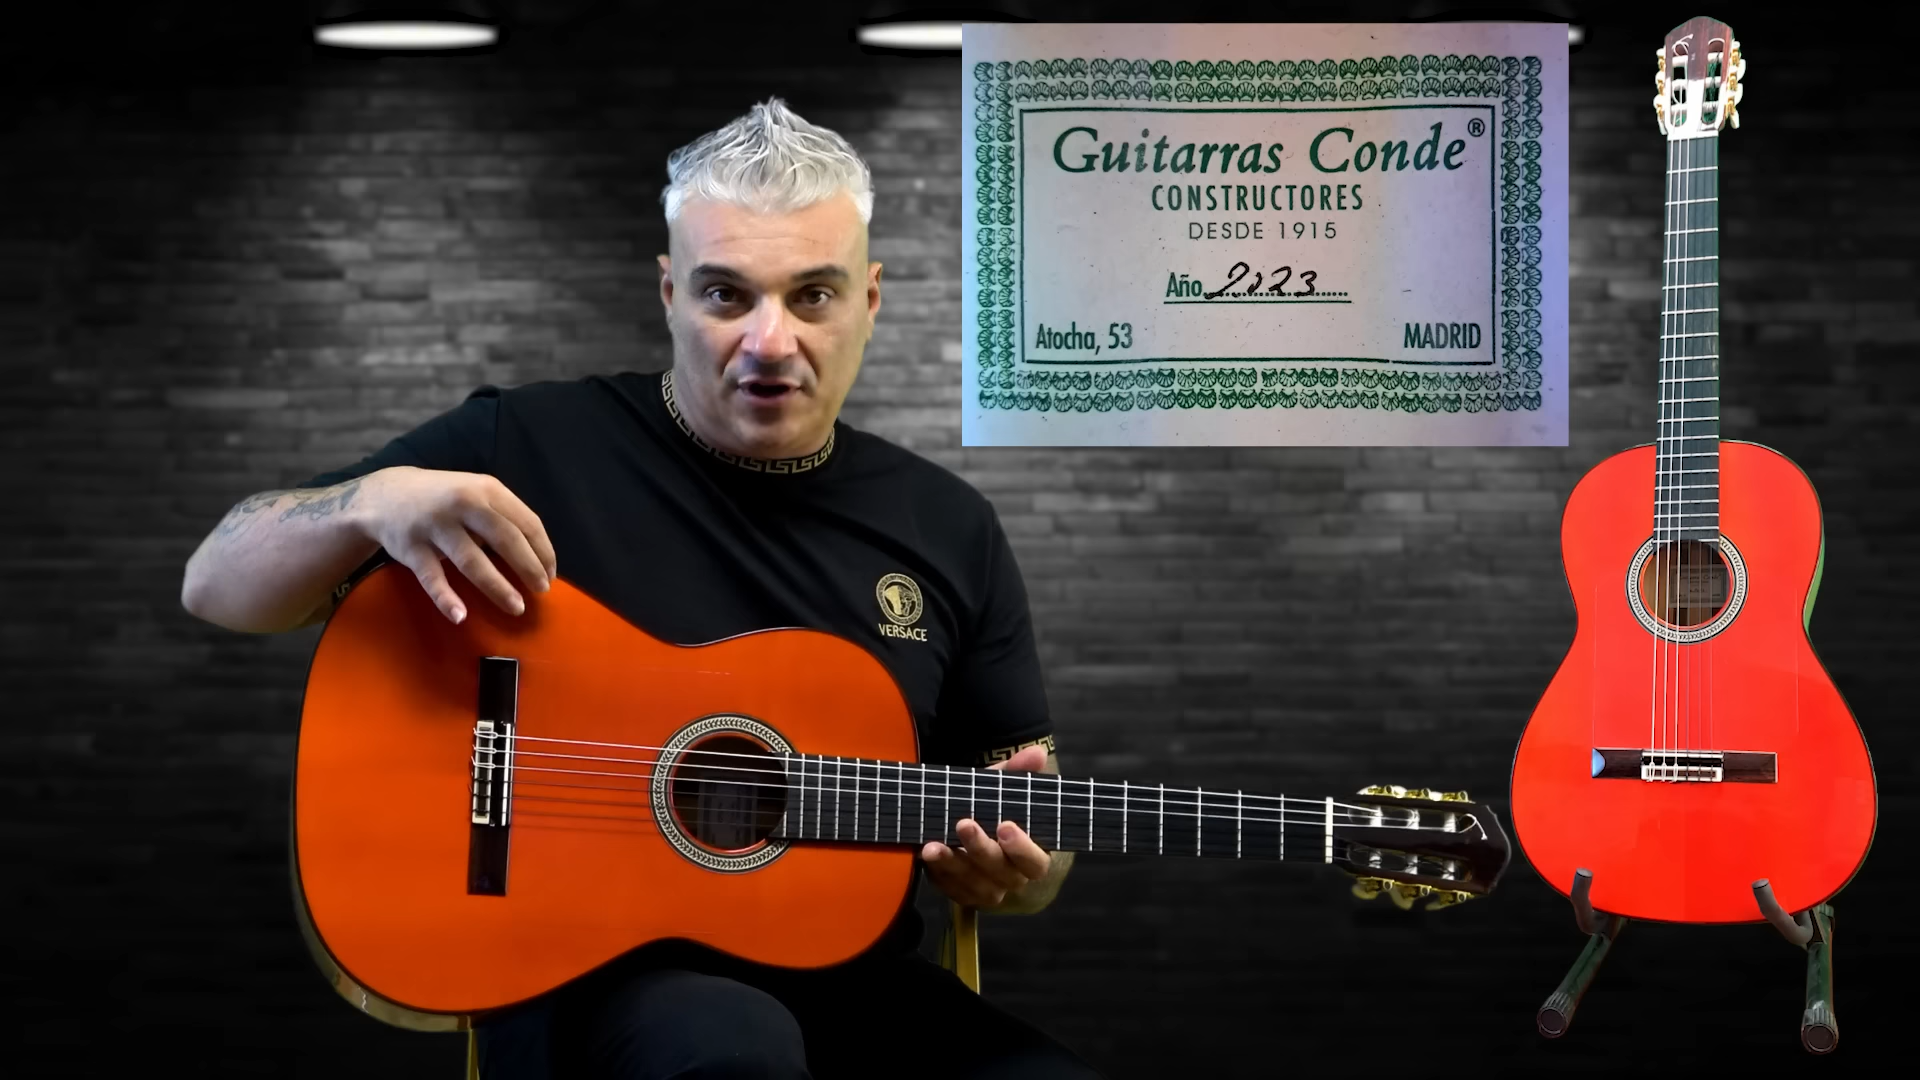 Guitarras Conde®
CONSTRUCTORES
DESDE 1915
Año 2023
Atocha, 53 MADRID
VERSACE